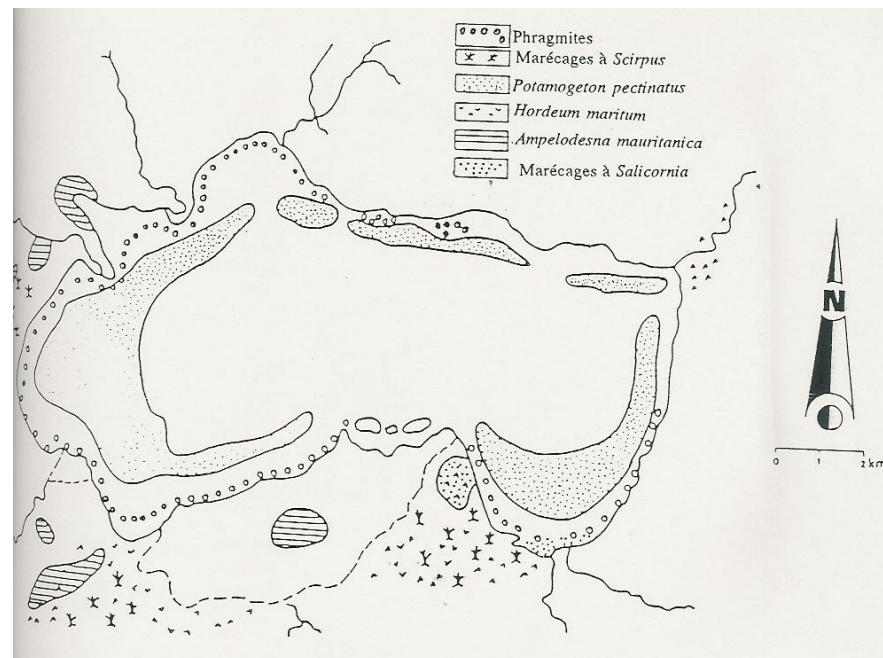 Phragmites
Marécages à Scirpus
Potamogeton pectinatus
Hordeum maritum
Ampelodesna mauritanica
Marécages à Salicornia
N
0 1 2 km